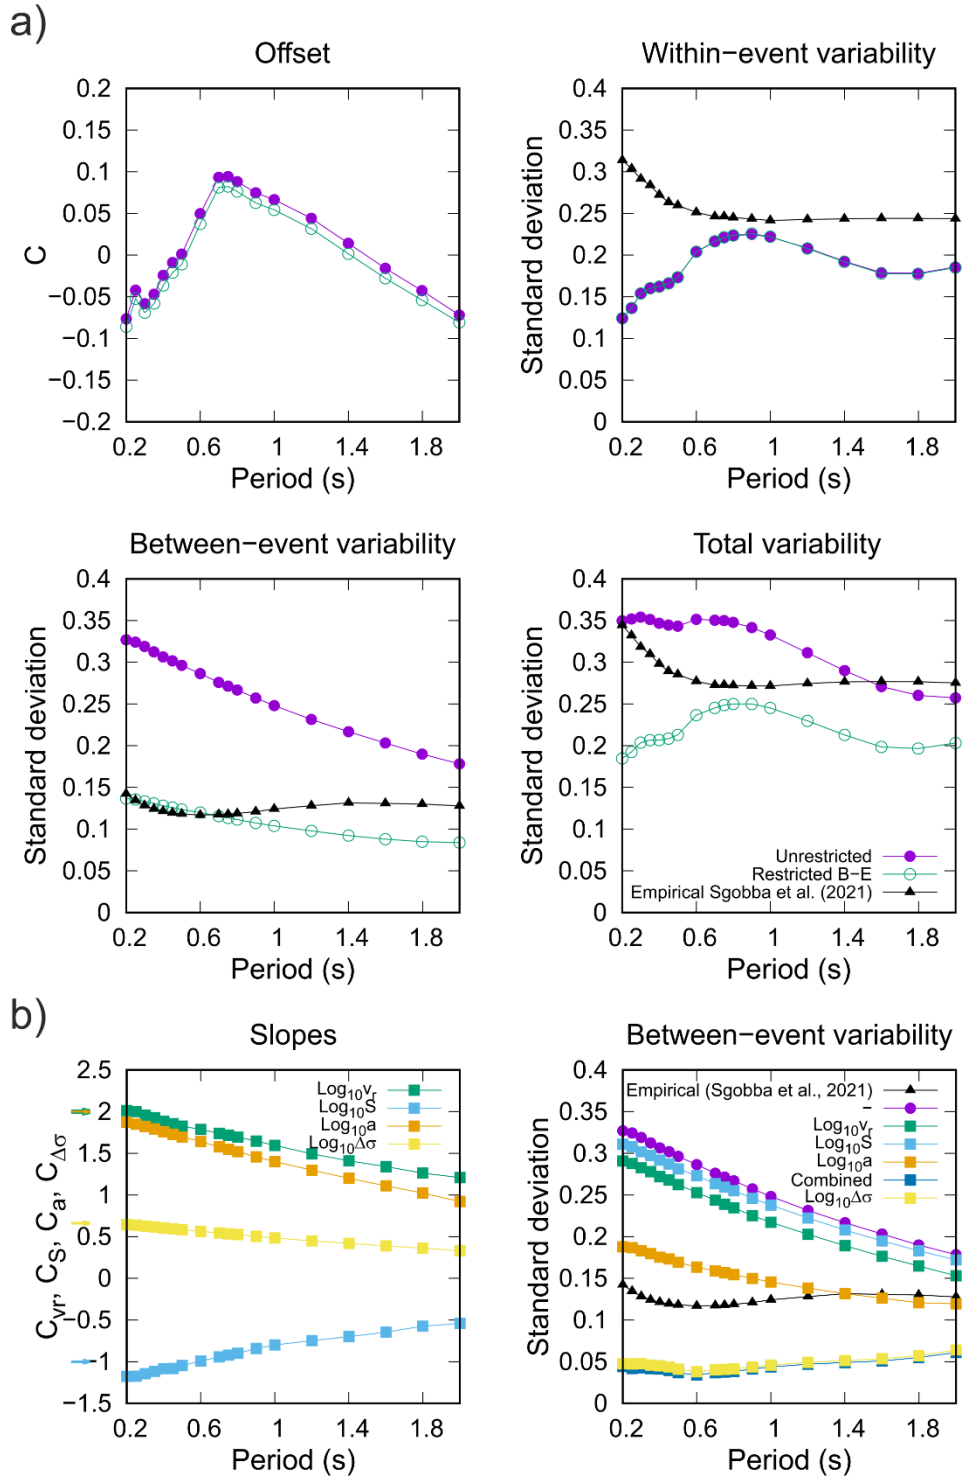 a)
Offset
0.2
0.15
0.1
0.05
0
−0.05
−0.1
−0.15
−0.2
C
0.2 0.6 1 1.4 1.8
Period (s)
Within−event variability
0.4
0.35
0.3
0.25
0.2
0.15
0.1
0.05
0
Standard deviation
0.2 0.6 1 1.4 1.8
Period (s)
Between−event variability
0.4
0.35
0.3
0.25
0.2
0.15
0.1
0.05
0
Standard deviation
0.2 0.6 1 1.4 1.8
Period (s)
Total variability
0.4
0.35
0.3
0.25
0.2
0.15
0.1
0.05
0
Standard deviation
Unrestricted
Restricted B−E
Empirical Sgobba et al. (2021)
0.2 0.6 1 1.4 1.8
Period (s)
b)
Slopes
2.5
2
1.5
1
0.5
0
−0.5
−1
−1.5
Cvr, CS, Ca, CΔσ
Log10vr
Log10S
Log10a
Log10Δσ
0.2 0.6 1 1.4 1.8
Period (s)
Between−event variability
0.4
0.35
0.3
0.25
0.2
0.15
0.1
0.05
0
Standard deviation
Empirical (Sgobba et al., 2021)
−
Log10vr
Log10S
Log10a
Combined
Log10Δσ
0.2 0.6 1 1.4 1.8
Period (s)